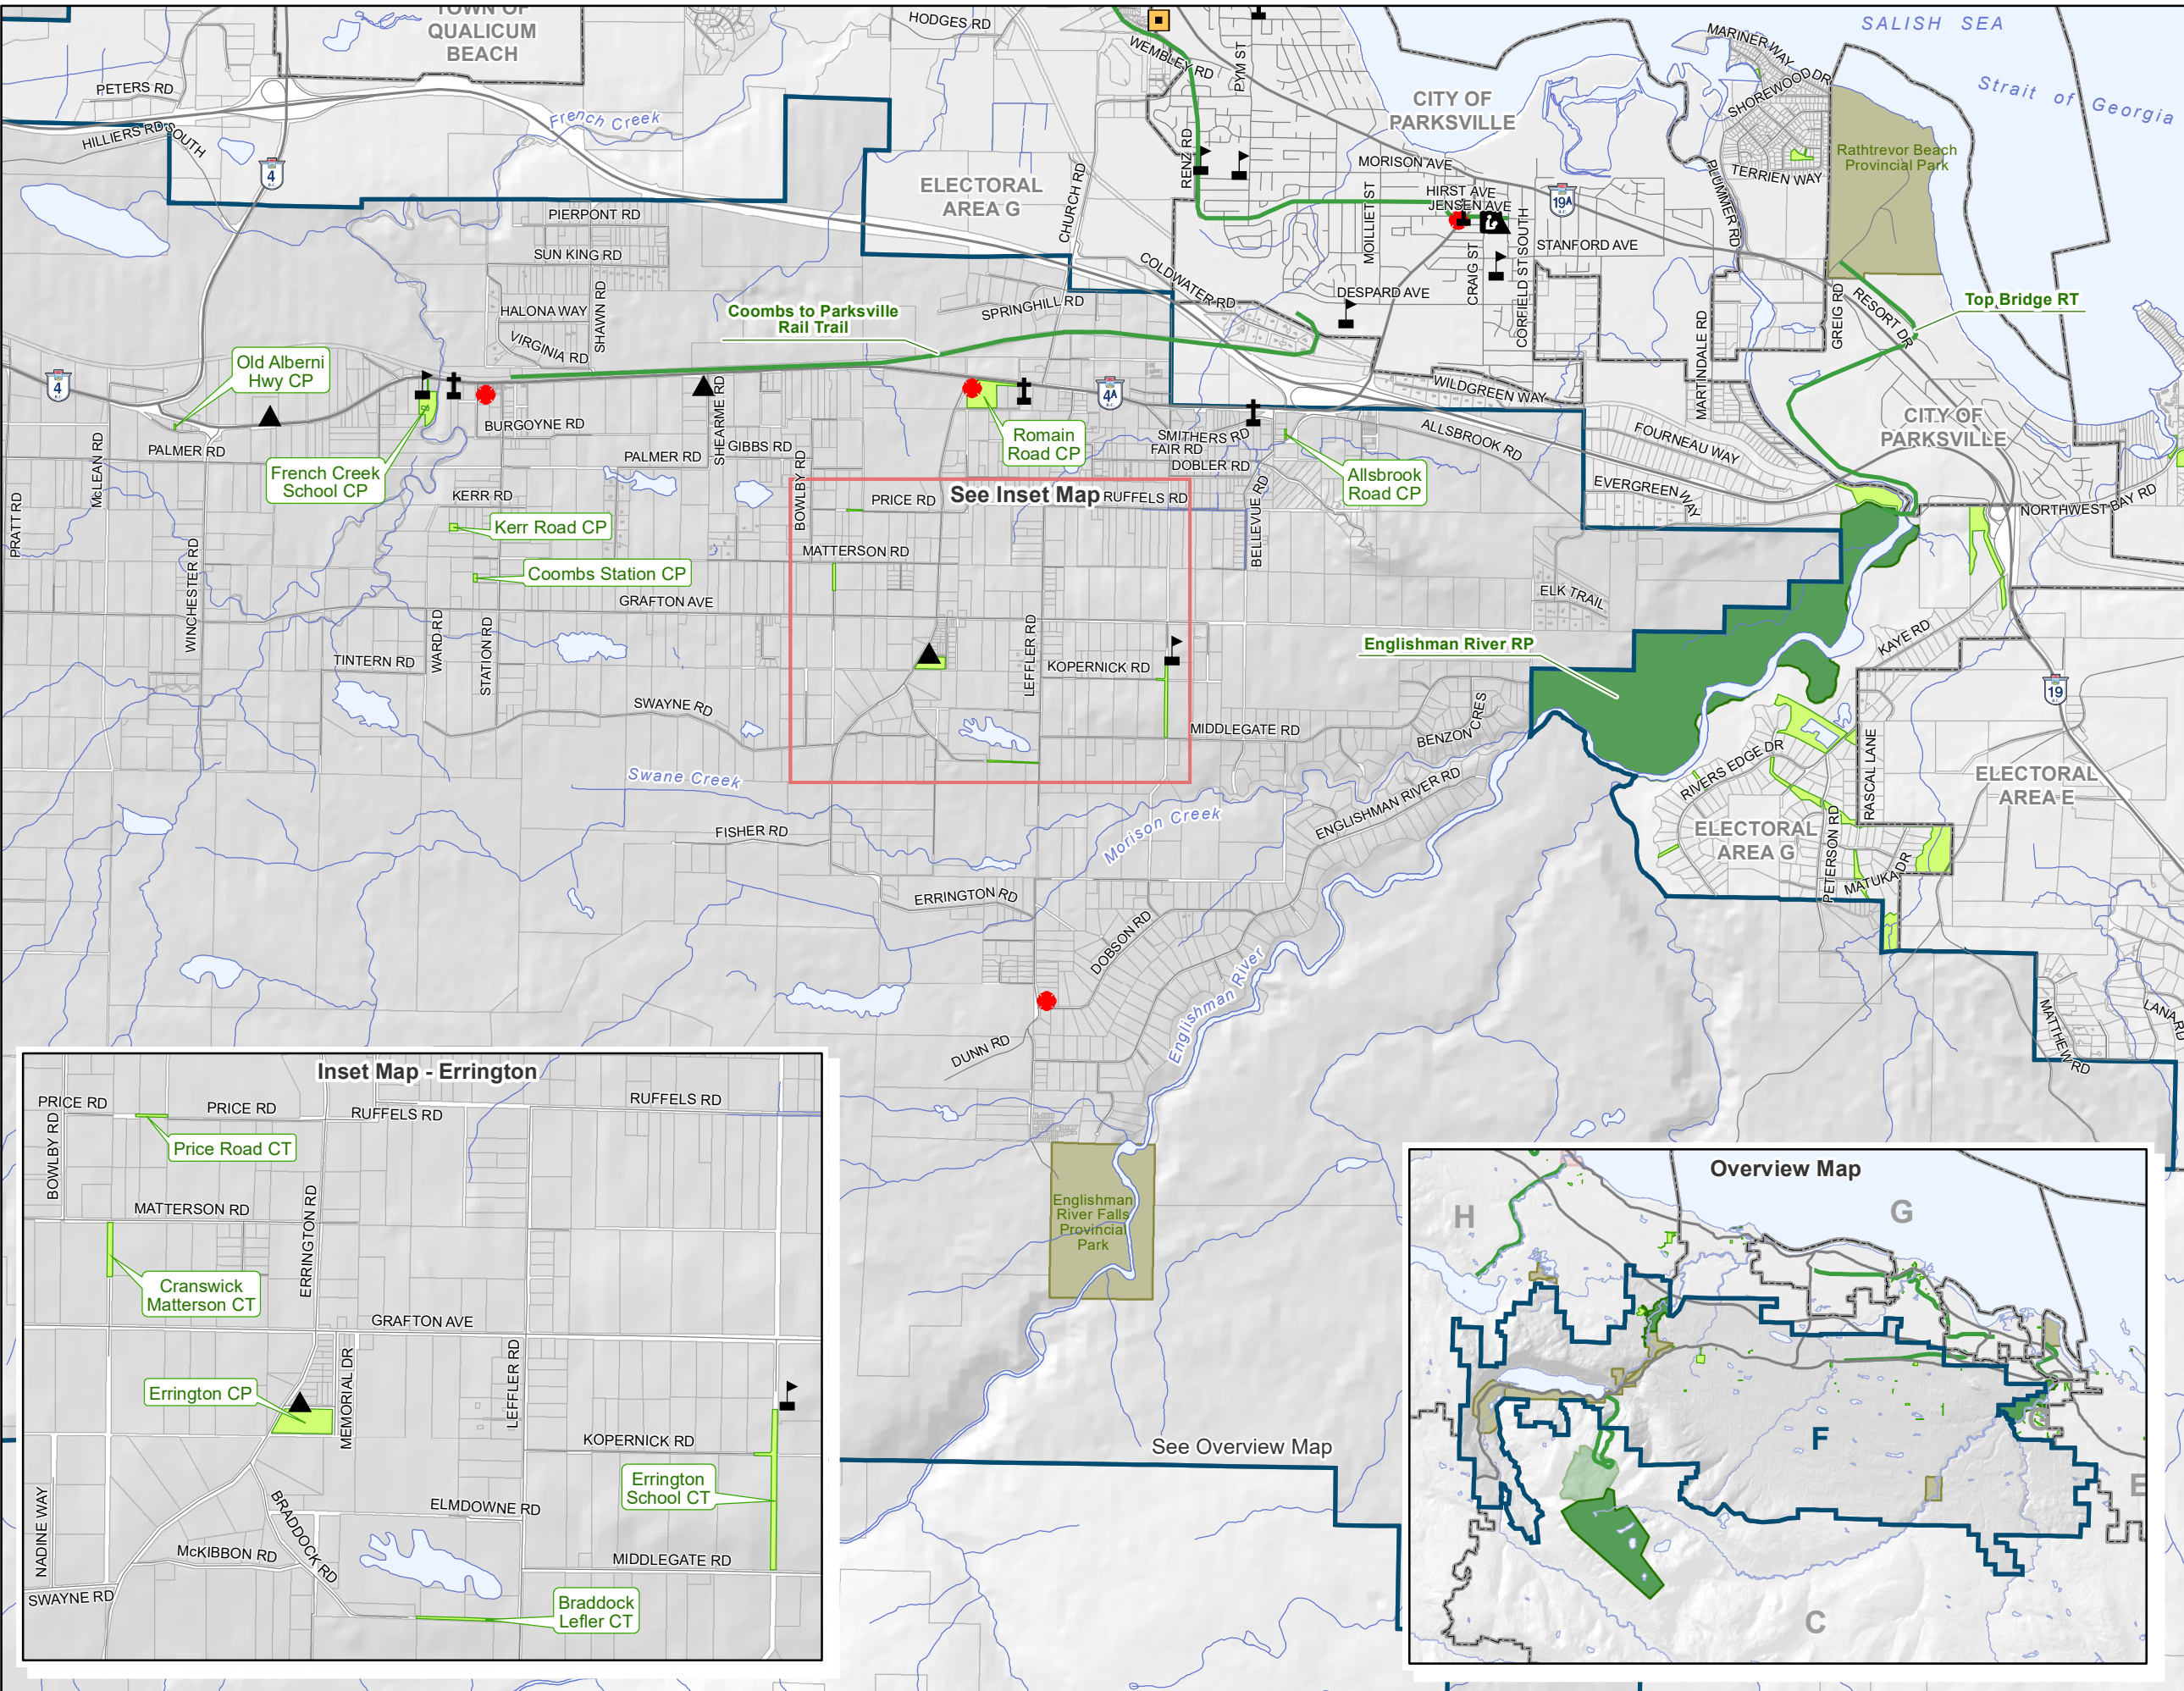 TOWN OF
QUALICUM
BEACH
HODGES RD
WEMBLEY RD
PYM ST
SALISH SEA
MARINER WAY
SHOREWOOD DR
Strait of Georgia
PETERS RD
HILLIERS RD SOUTH
French Creek
CITY OF
PARKSVILLE
RENZ RD
MORISON AVE
Rathtrevor Beach
Provincial Park
TERRIEN WAY
PLUMMER RD
4
B.C.
ELECTORAL
AREA G
CHURCH RD
HIRST AVE
JENSEN AVE
19A
B.C.
MOILLIET ST
PIERPONT RD
SUN KING RD
STANFORD AVE
CRAIG ST
CORFIELD ST SOUTH
COLDWATER RD
DESPARD AVE
HALONA WAY
SHAWN RD
VIRGINIA RD
Coombs to Parksville
Rail Trail
SPRINGHILL RD
MARTINDALE RD
GREIG RD
RESORT DR
Top Bridge RT
Old Alberni
Hwy CP
4
B.C.
4A
B.C.
WILDGREEN WAY
SHEARME RD
BURGOYNE RD
PALMER RD
McLEAN RD
PRATT RD
French Creek
School CP
PALMER RD
GIBBS RD
BOWLBY RD
Romain
Road CP
SMITHERS RD
FAIR RD
DOBLER RD
ALLSBROOK RD
FOURNEAU WAY
CITY OF
PARKSVILLE
Allsbrook
Road CP
KERR RD
See Inset Map
PRICE RD
RUFFELS RD
EVERGREEN WAY
NORTHWEST BAY RD
Kerr Road CP
BELLEVUE RD
MATTERSON RD
WINCHESTER RD
Coombs Station CP
GRAFTON AVE
ELK TRAIL
WARD RD
STATION RD
LEFFLER RD
Englishman River RP
KAYE RD
TINTERN RD
KOPERNICK RD
19
B.C.
SWAYNE RD
MIDDLEGATE RD
BENZON ACRES
RIVERS EDGE DR
RASCAL LANE
Swane Creek
ENGLISHMAN RIVER RD
ELECTORAL
AREA E
FISHER RD
Morison Creek
ELECTORAL
AREA G
PETERSON RD
MATUKA DR
ERRINGTON RD
DOBSON RD
Englishman River
MATTHEW RD
LANA RD
DUNN RD
Englishman
River Falls
Provincial
Park
See Overview Map
Inset Map - Errington
PRICE RD
PRICE RD
RUFFELS RD
RUFFELS RD
BOWLBY RD
Price Road CT
MATTERSON RD
ERRINGTON RD
Cranswick
Matterson CT
GRAFTON AVE
LEFFLER RD
Errington CP
MEMORIAL DR
KOPERNICK RD
Errington
School CT
NADINE WAY
BRADDOCK RD
ELMDOWNE RD
McKIBBON RD
MIDDLEGATE RD
SWAYNE RD
Braddock
Lefler CT
Overview Map
H
G
F
G
E
C